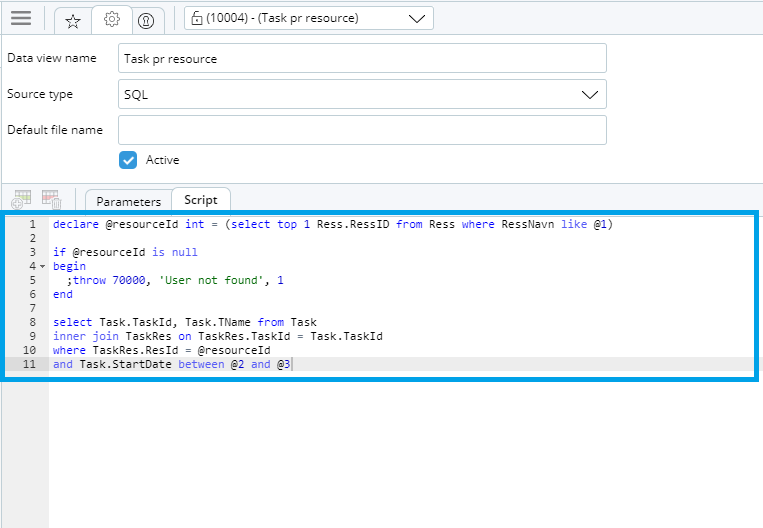 (10004) - (Task pr resource)
Data view name
Task pr resource
Source type
SQL
Default file name
Active
Parameters
Script
1 declare @resourceId int = (select top 1 Ress.RessID from Ress where RessNavn like @1)
2
3 if @resourceId is null
4 begin
5 ;throw 70000, 'User not found', 1
6 end
7
8 select Task.TaskId, Task.TName from Task
9 inner join TaskRes on TaskRes.TaskId = Task.TaskId
10 where TaskRes.ResId = @resourceId
11 and Task.StartDate between @2 and @3